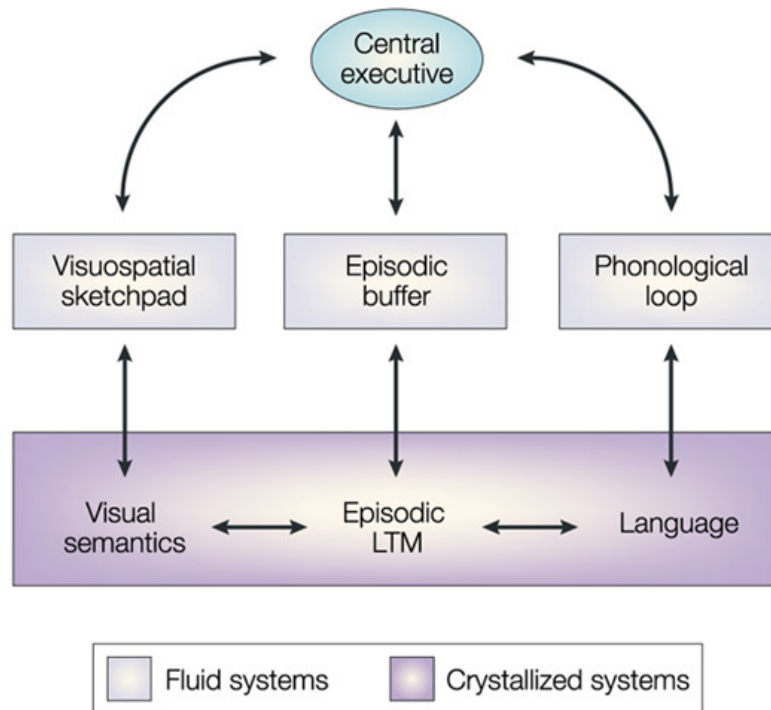 Central
executive
Visuospatial
sketchpad
Episodic
buffer
Phonological
loop
Visual
semantics
Episodic
LTM
Language
Fluid systems
Crystallized systems